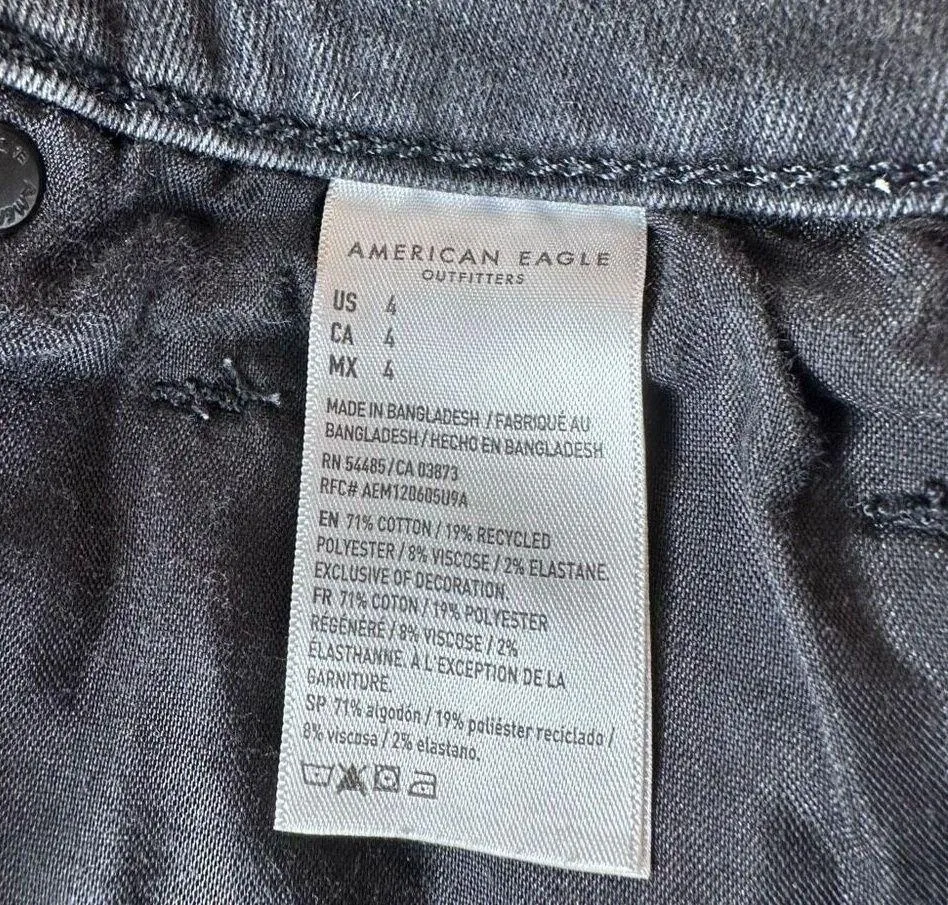 AMERICAN EAGLE
OUTFITTERS
US 4
CA 4
MX 4
MADE IN BANGLADESH / FABRIQUÉ AU
BANGLADESH / HECHO EN BANGLADESH
RN 54485 / CA 03873
RFC# AEM120605U9A
EN 71% COTTON / 19% RECYCLED
POLYESTER / 8% VISCOSE / 2% ELASTANE.
EXCLUSIVE OF DECORATION.
FR 71% COTON / 19% POLYESTER
RÉGÉNÉRÉ / 8% VISCOSE / 2%
ÉLASTHANNE. À L'EXCEPTION DE LA
GARNITURE.
SP 71% algodón / 19% poliéster reciclado /
8% viscosa / 2% elastano.